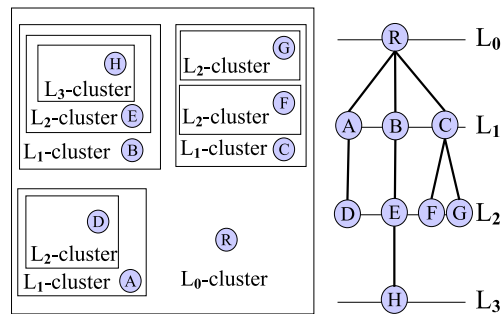 H
L3-cluster
L2-cluster E
L1-cluster B
G
L2-cluster
F
L2-cluster
L1-cluster C
D
L2-cluster
L1-cluster A
R
L0-cluster
R L0
A B C L1
D E F G L2
H L3